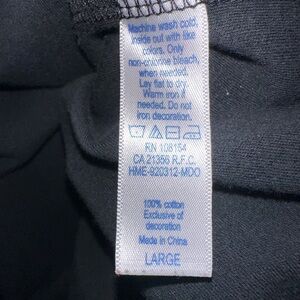 Machine wash cold
inside out with like
colors. Only
non-chlorine bleach,
when needed.
Lay flat to dry.
Warm iron if
needed. Do not
iron decoration.
RN 108154
CA 21356 R.F.C.
HME-920312-MDO
100% cotton
Exclusive of
decoration
Made in China
LARGE